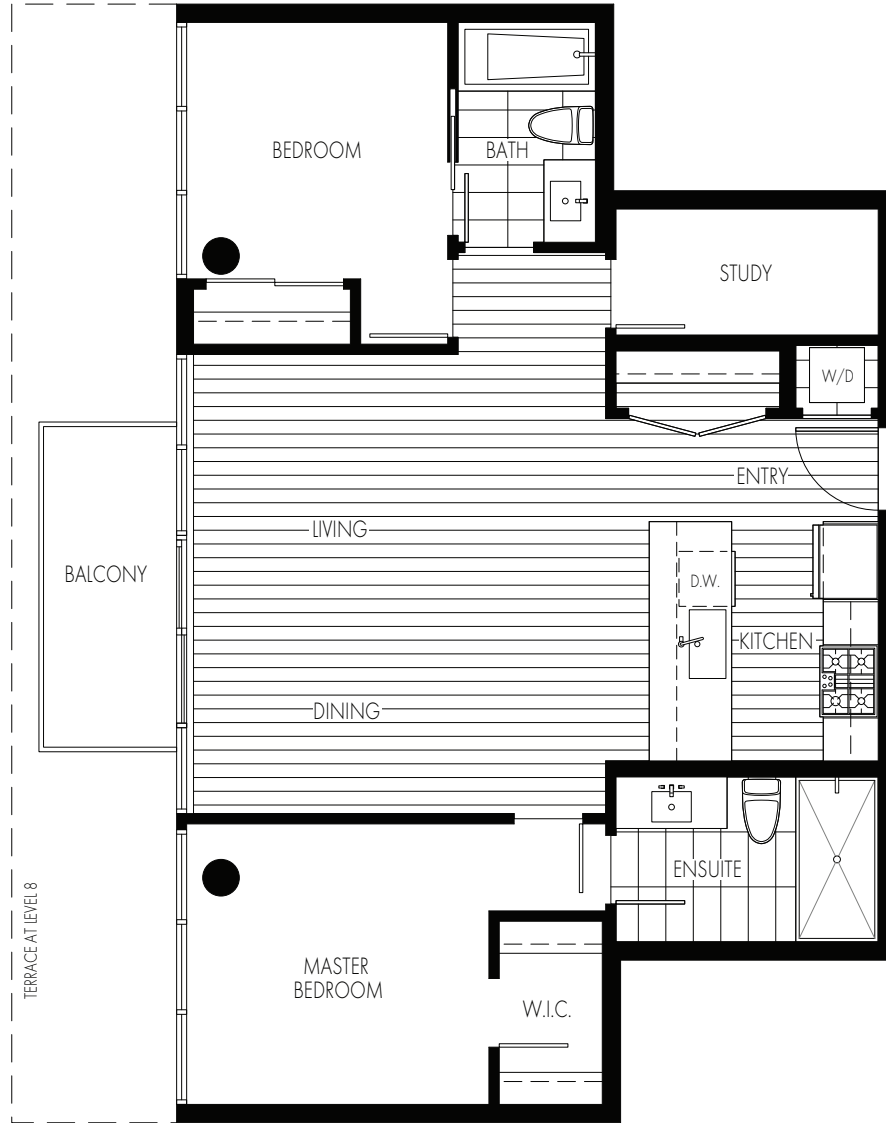 BEDROOM
BATH
STUDY
W/D
ENTRY
LIVING
BALCONY
D.W.
KITCHEN
DINING
ENSUITE
TERRACE AT LEVEL 8
MASTER
BEDROOM
W.I.C.